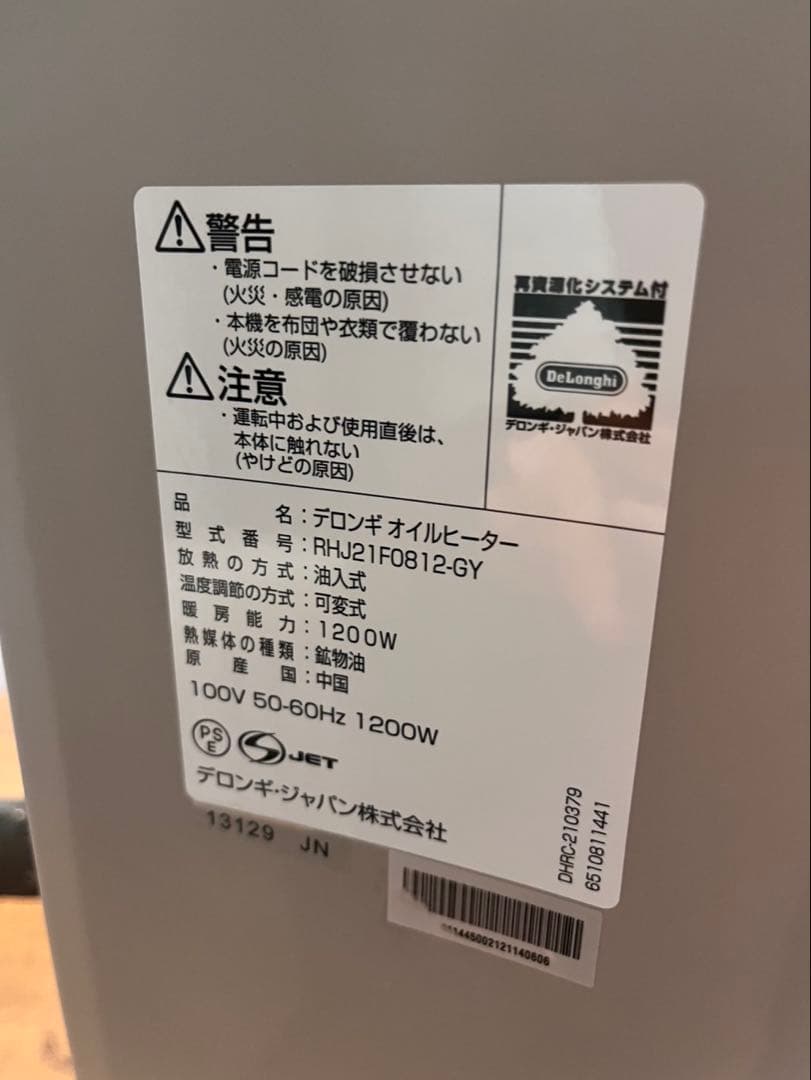 警告
・電源コードを破損させない
(火災・感電の原因)
・本機を布団や衣類で覆わない
(火災の原因)
注意
・運転中および使用直後は、
本体に触れない
(やけどの原因)
再資源化システム付
DeLonghi
デロンギ・ジャパン株式会社
品名：デロンギ オイルヒーター
型式番号：RHJ21F0812-GY
放熱の方式：油入式
温度調節の方式：可変式
暖房能力：1200W
熱媒体の種類：鉱物油
原産国：中国
100V 50-60Hz 1200W
PS
E
JET
デロンギ・ジャパン株式会社
DHRC-210379
6510811441
13129 JN